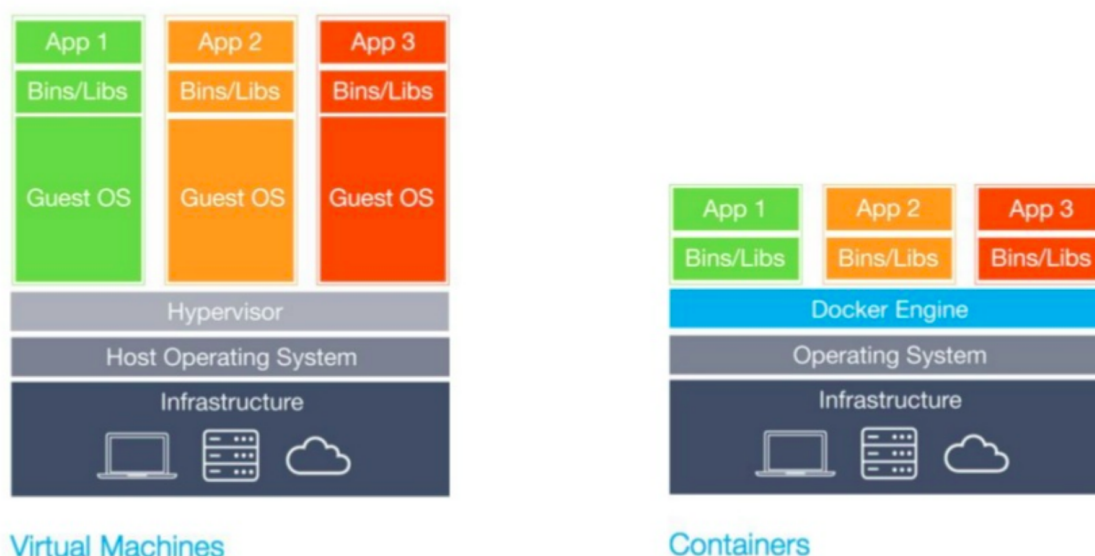 App 1
App 2
App 3
Bins/Libs
Bins/Libs
Bins/Libs
Guest OS
Guest OS
Guest OS
Hypervisor
Host Operating System
Infrastructure
Virtual Machines
App 1
App 2
App 3
Bins/Libs
Bins/Libs
Bins/Libs
Docker Engine
Operating System
Infrastructure
Containers